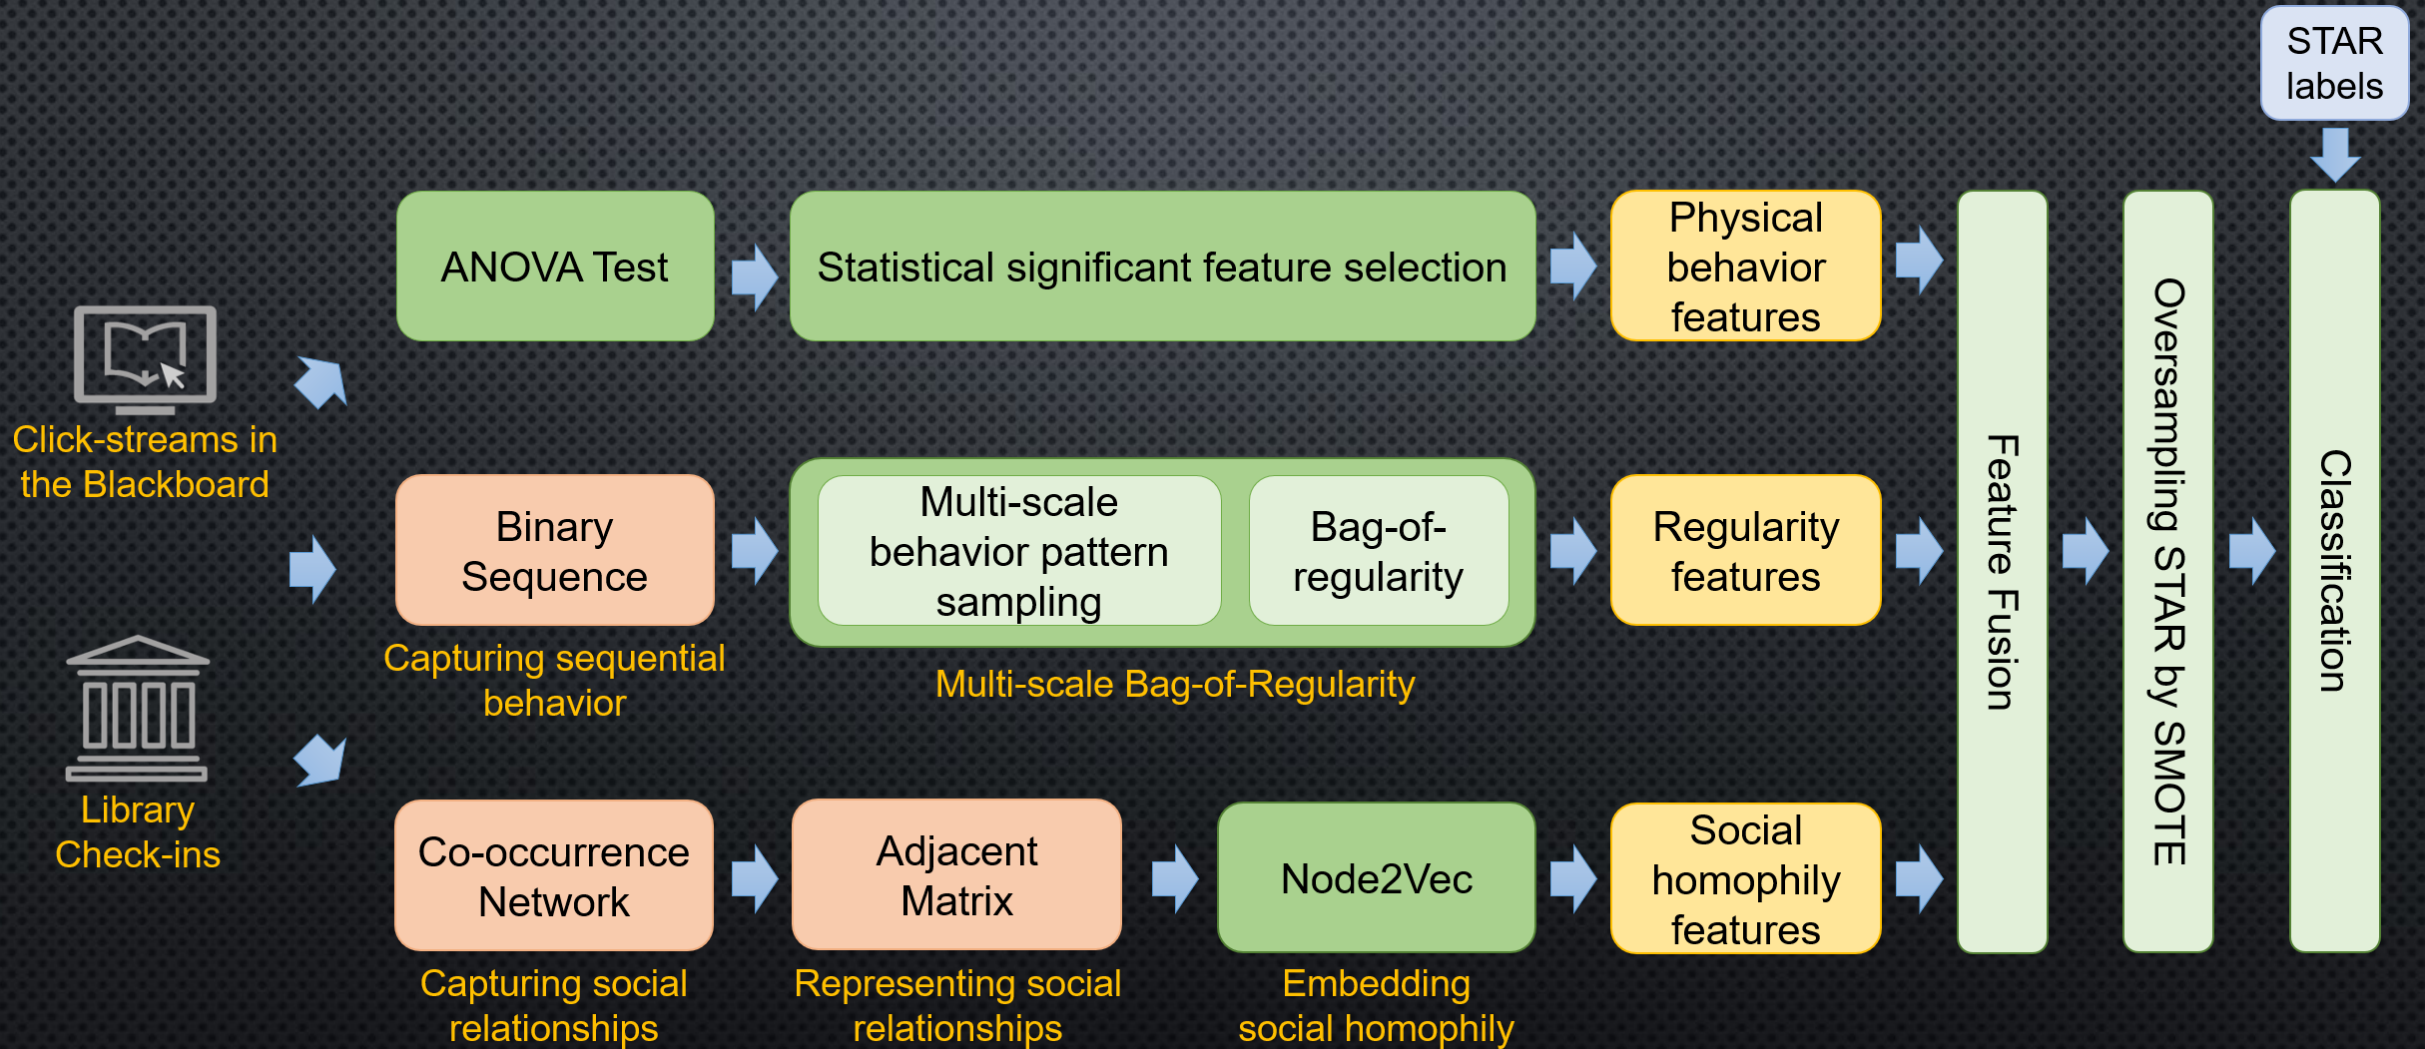 STAR
labels
ANOVA Test
Statistical significant feature selection
Physical
behavior
features
Click-streams in
the Blackboard
Binary
Sequence
Capturing sequential
behavior
Multi-scale
behavior pattern
sampling
Bag-of-
regularity
Multi-scale Bag-of-Regularity
Regularity
features
Library
Check-ins
Co-occurrence
Network
Capturing social
relationships
Adjacent
Matrix
Representing social
relationships
Node2Vec
Embedding
social homophily
Social
homophily
features
Feature Fusion
Oversampling STAR by SMOTE
Classification